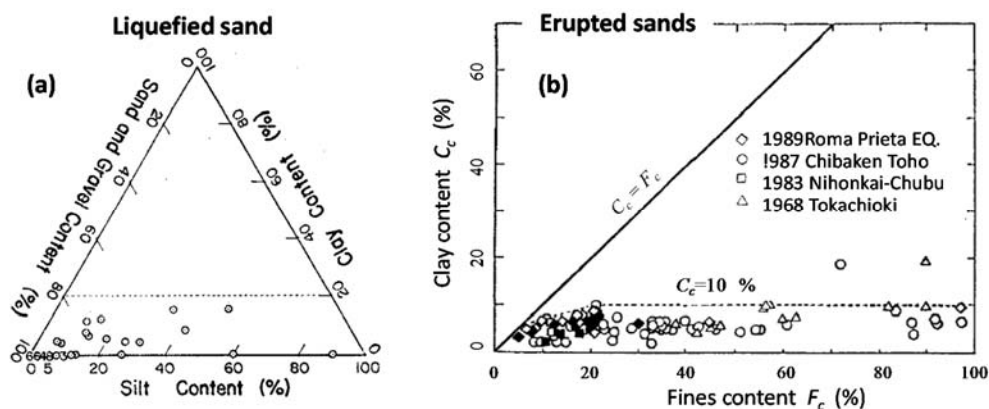 Liquefied sand
(a)
0 100
20 80
40 60
60 40
80 20
100 0
Sand and Gravel Content (%)
Clay Content (%)
0 5 20 40 60 80 100
Silt Content (%)
Erupted sands
(b)
Clay content Cc (%)
60
40
20
10
0
Cc = Fc
1989Roma Prieta EQ.
!987 Chibaken Toho
1983 Nihonkai-Chubu
1968 Tokachioki
Cc=10 %
0 20 40 60 80 100
Fines content Fc (%)